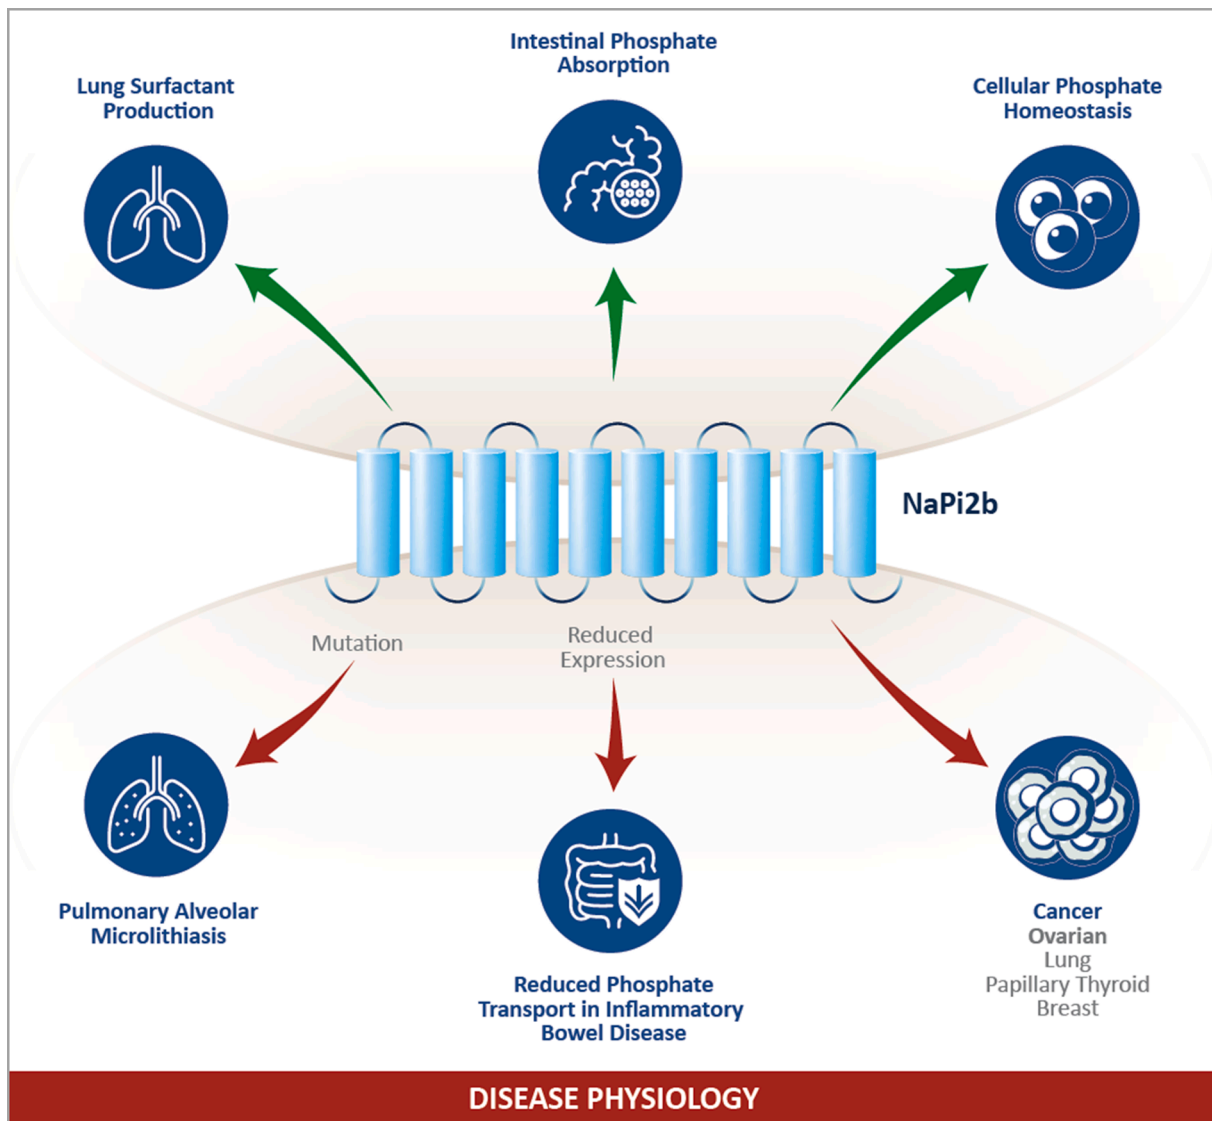 Intestinal Phosphate
Absorption
Lung Surfactant
Production
Cellular Phosphate
Homeostasis
NaPi2b
Mutation
Reduced
Expression
Pulmonary Alveolar
Microlithiasis
Reduced Phosphate
Transport in Inflammatory
Bowel Disease
Cancer
Ovarian
Lung
Papillary Thyroid
Breast
DISEASE PHYSIOLOGY